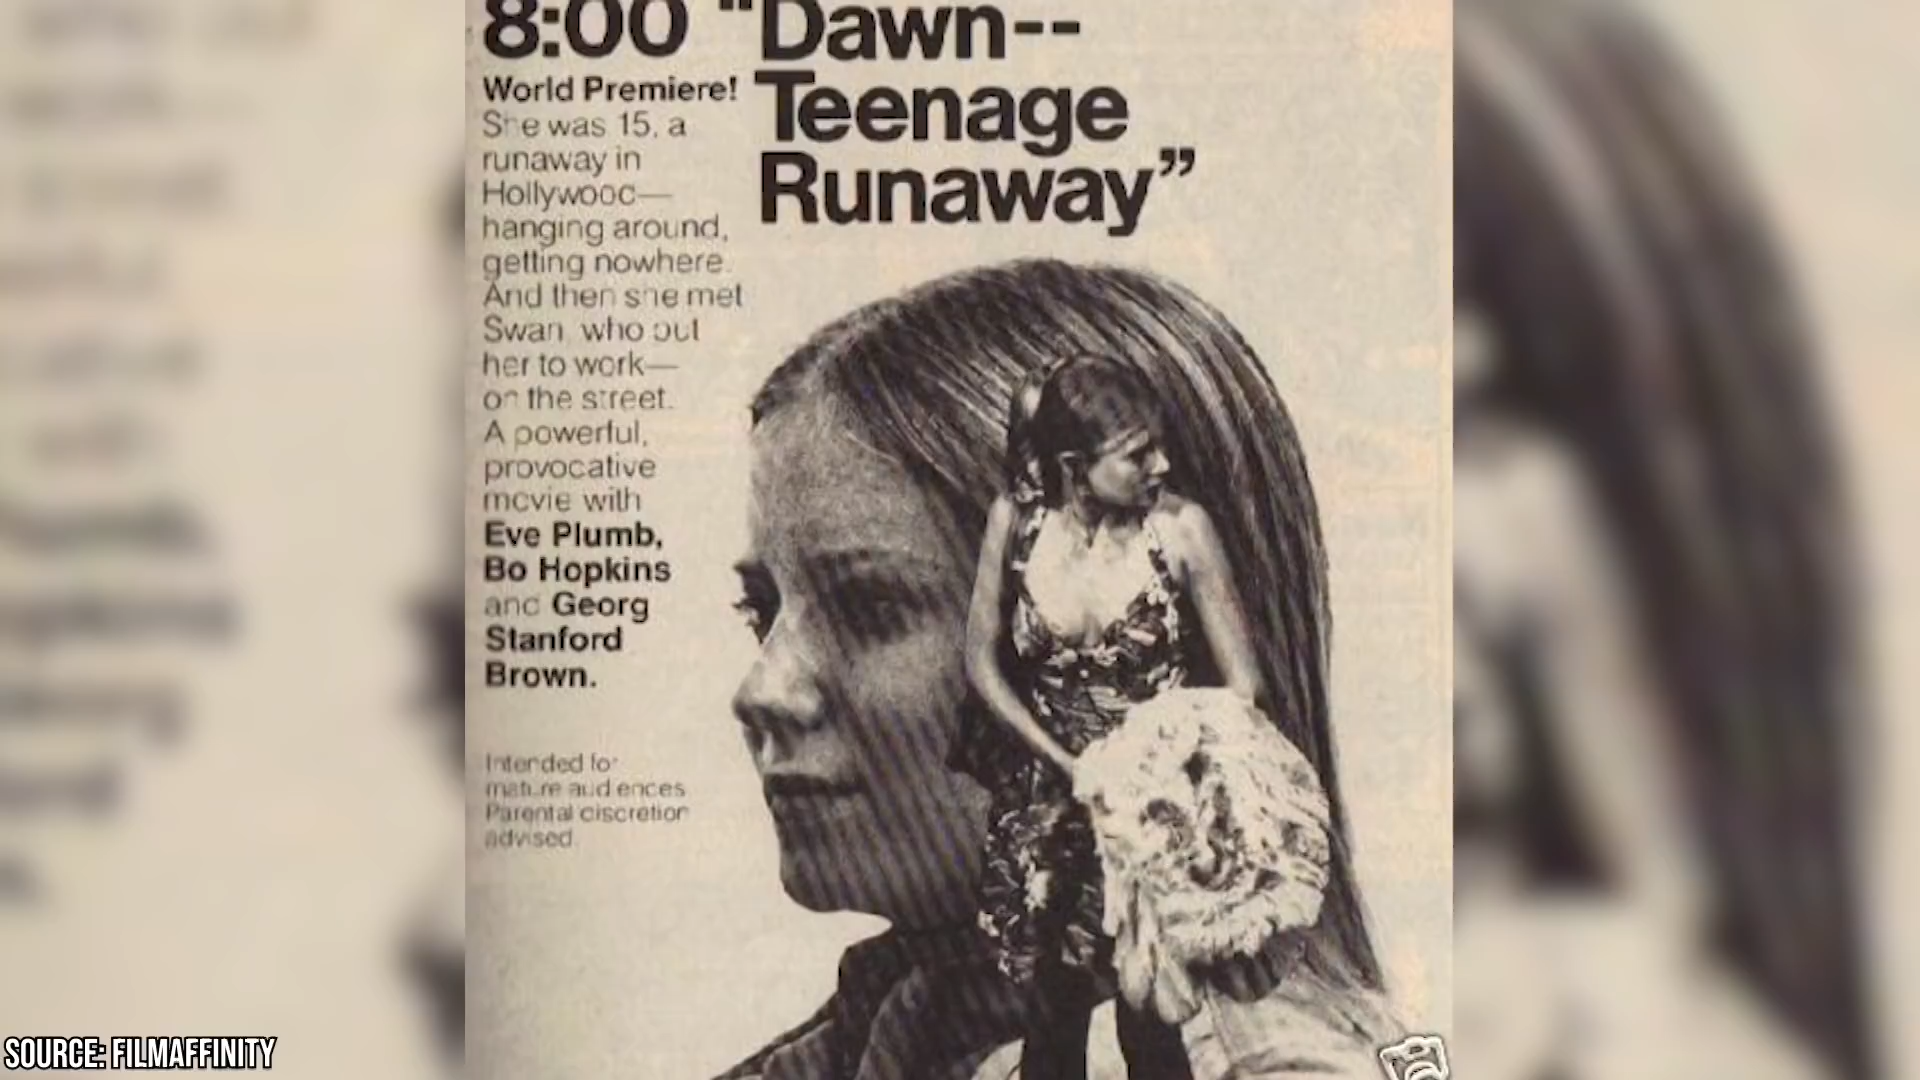 8:00 "Dawn--
Teenage
Runaway"
World Premiere!
She was 15, a
runaway in
Hollywood—
hanging around,
getting nowhere.
And then she met
Swan, who put
her to work—
on the street.
A powerful,
provocative
movie with
Eve Plumb,
Bo Hopkins
and Georg
Stanford
Brown.
Intended for
mature audiences
Parental discretion
advised.
SOURCE: FILMAFFINITY